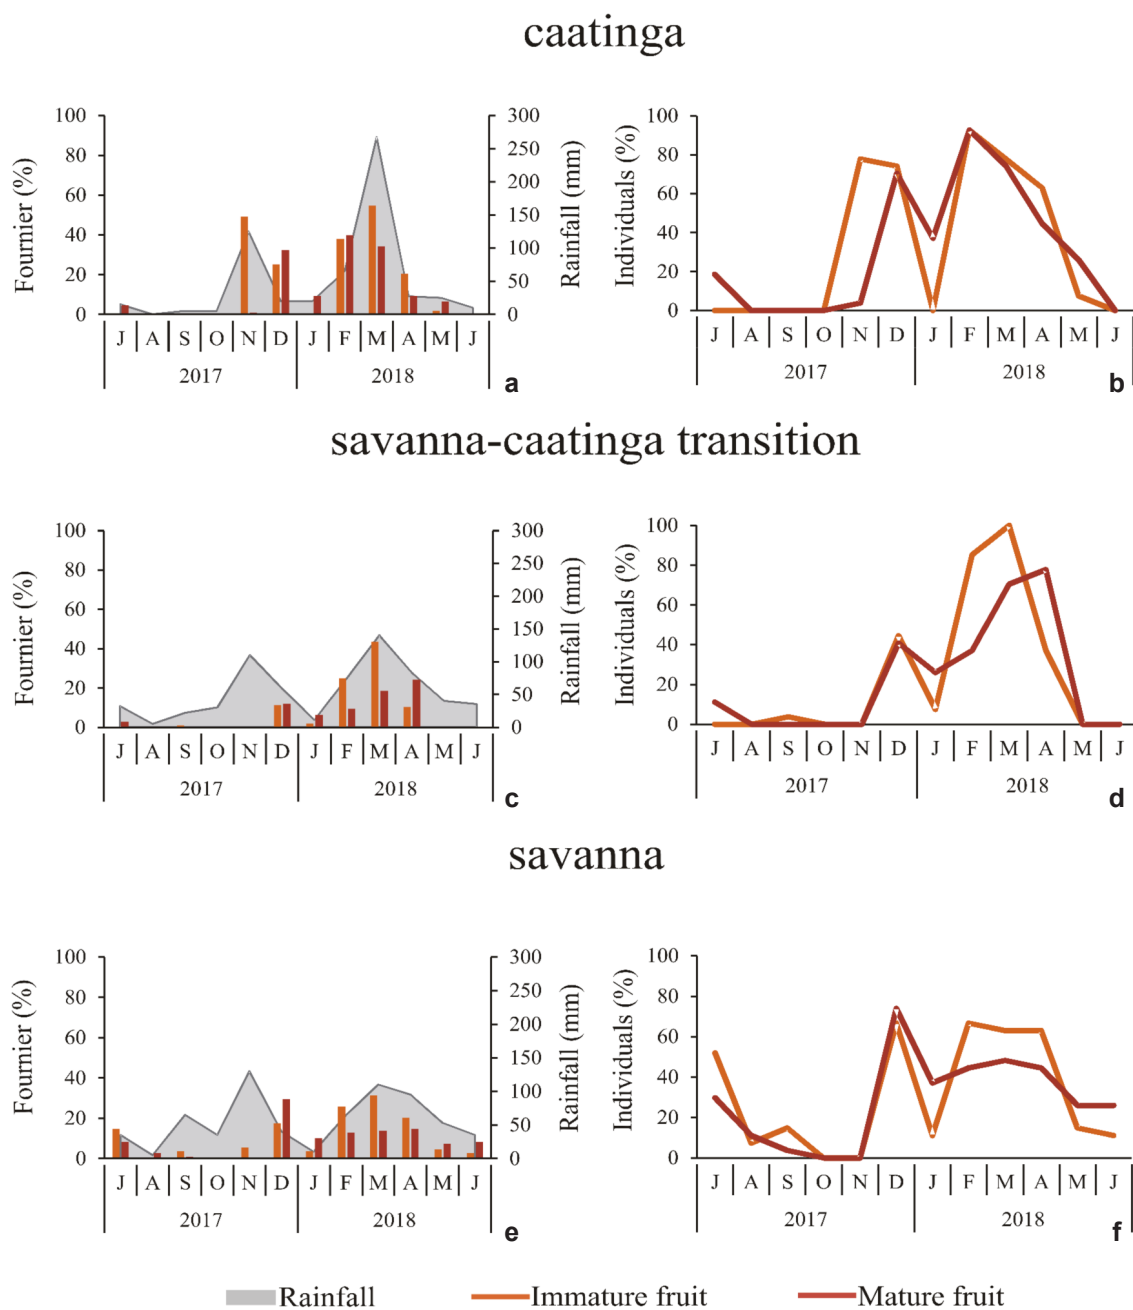 caatinga
Fournier (%)
100
80
60
40
20
0
300
250
200
150
100
50
0
Rainfall (mm)
J A S O N D J F M A M J
2017 2018
a
Individuals (%)
100
80
60
40
20
0
J A S O N D J F M A M J
2017 2018
b
savanna-caatinga transition
Fournier (%)
100
80
60
40
20
0
300
250
200
150
100
50
0
Rainfall (mm)
J A S O N D J F M A M J
2017 2018
c
Individuals (%)
100
80
60
40
20
0
J A S O N D J F M A M J
2017 2018
d
savanna
Fournier (%)
100
80
60
40
20
0
300
250
200
150
100
50
0
Rainfall (mm)
J A S O N D J F M A M J
2017 2018
e
Individuals (%)
100
80
60
40
20
0
J A S O N D J F M A M J
2017 2018
f
Rainfall Immature fruit Mature fruit